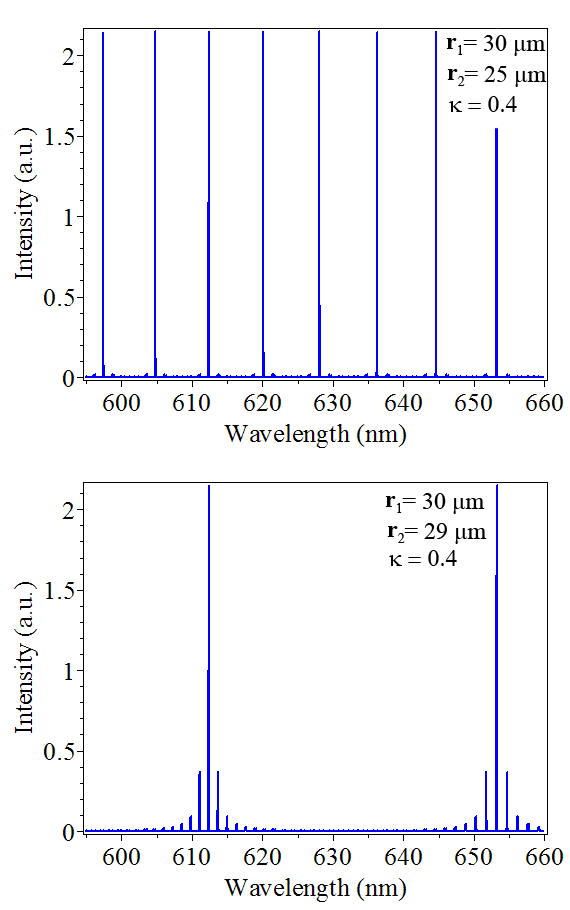 r₁= 30 μm
r₂= 25 μm
κ = 0.4
2
1.5
1
0.5
0
Intensity (a.u.)
600 610 620 630 640 650 660
Wavelength (nm)
r₁= 30 μm
r₂= 29 μm
κ = 0.4
2
1.5
1
0.5
0
Intensity (a.u.)
600 610 620 630 640 650 660
Wavelength (nm)